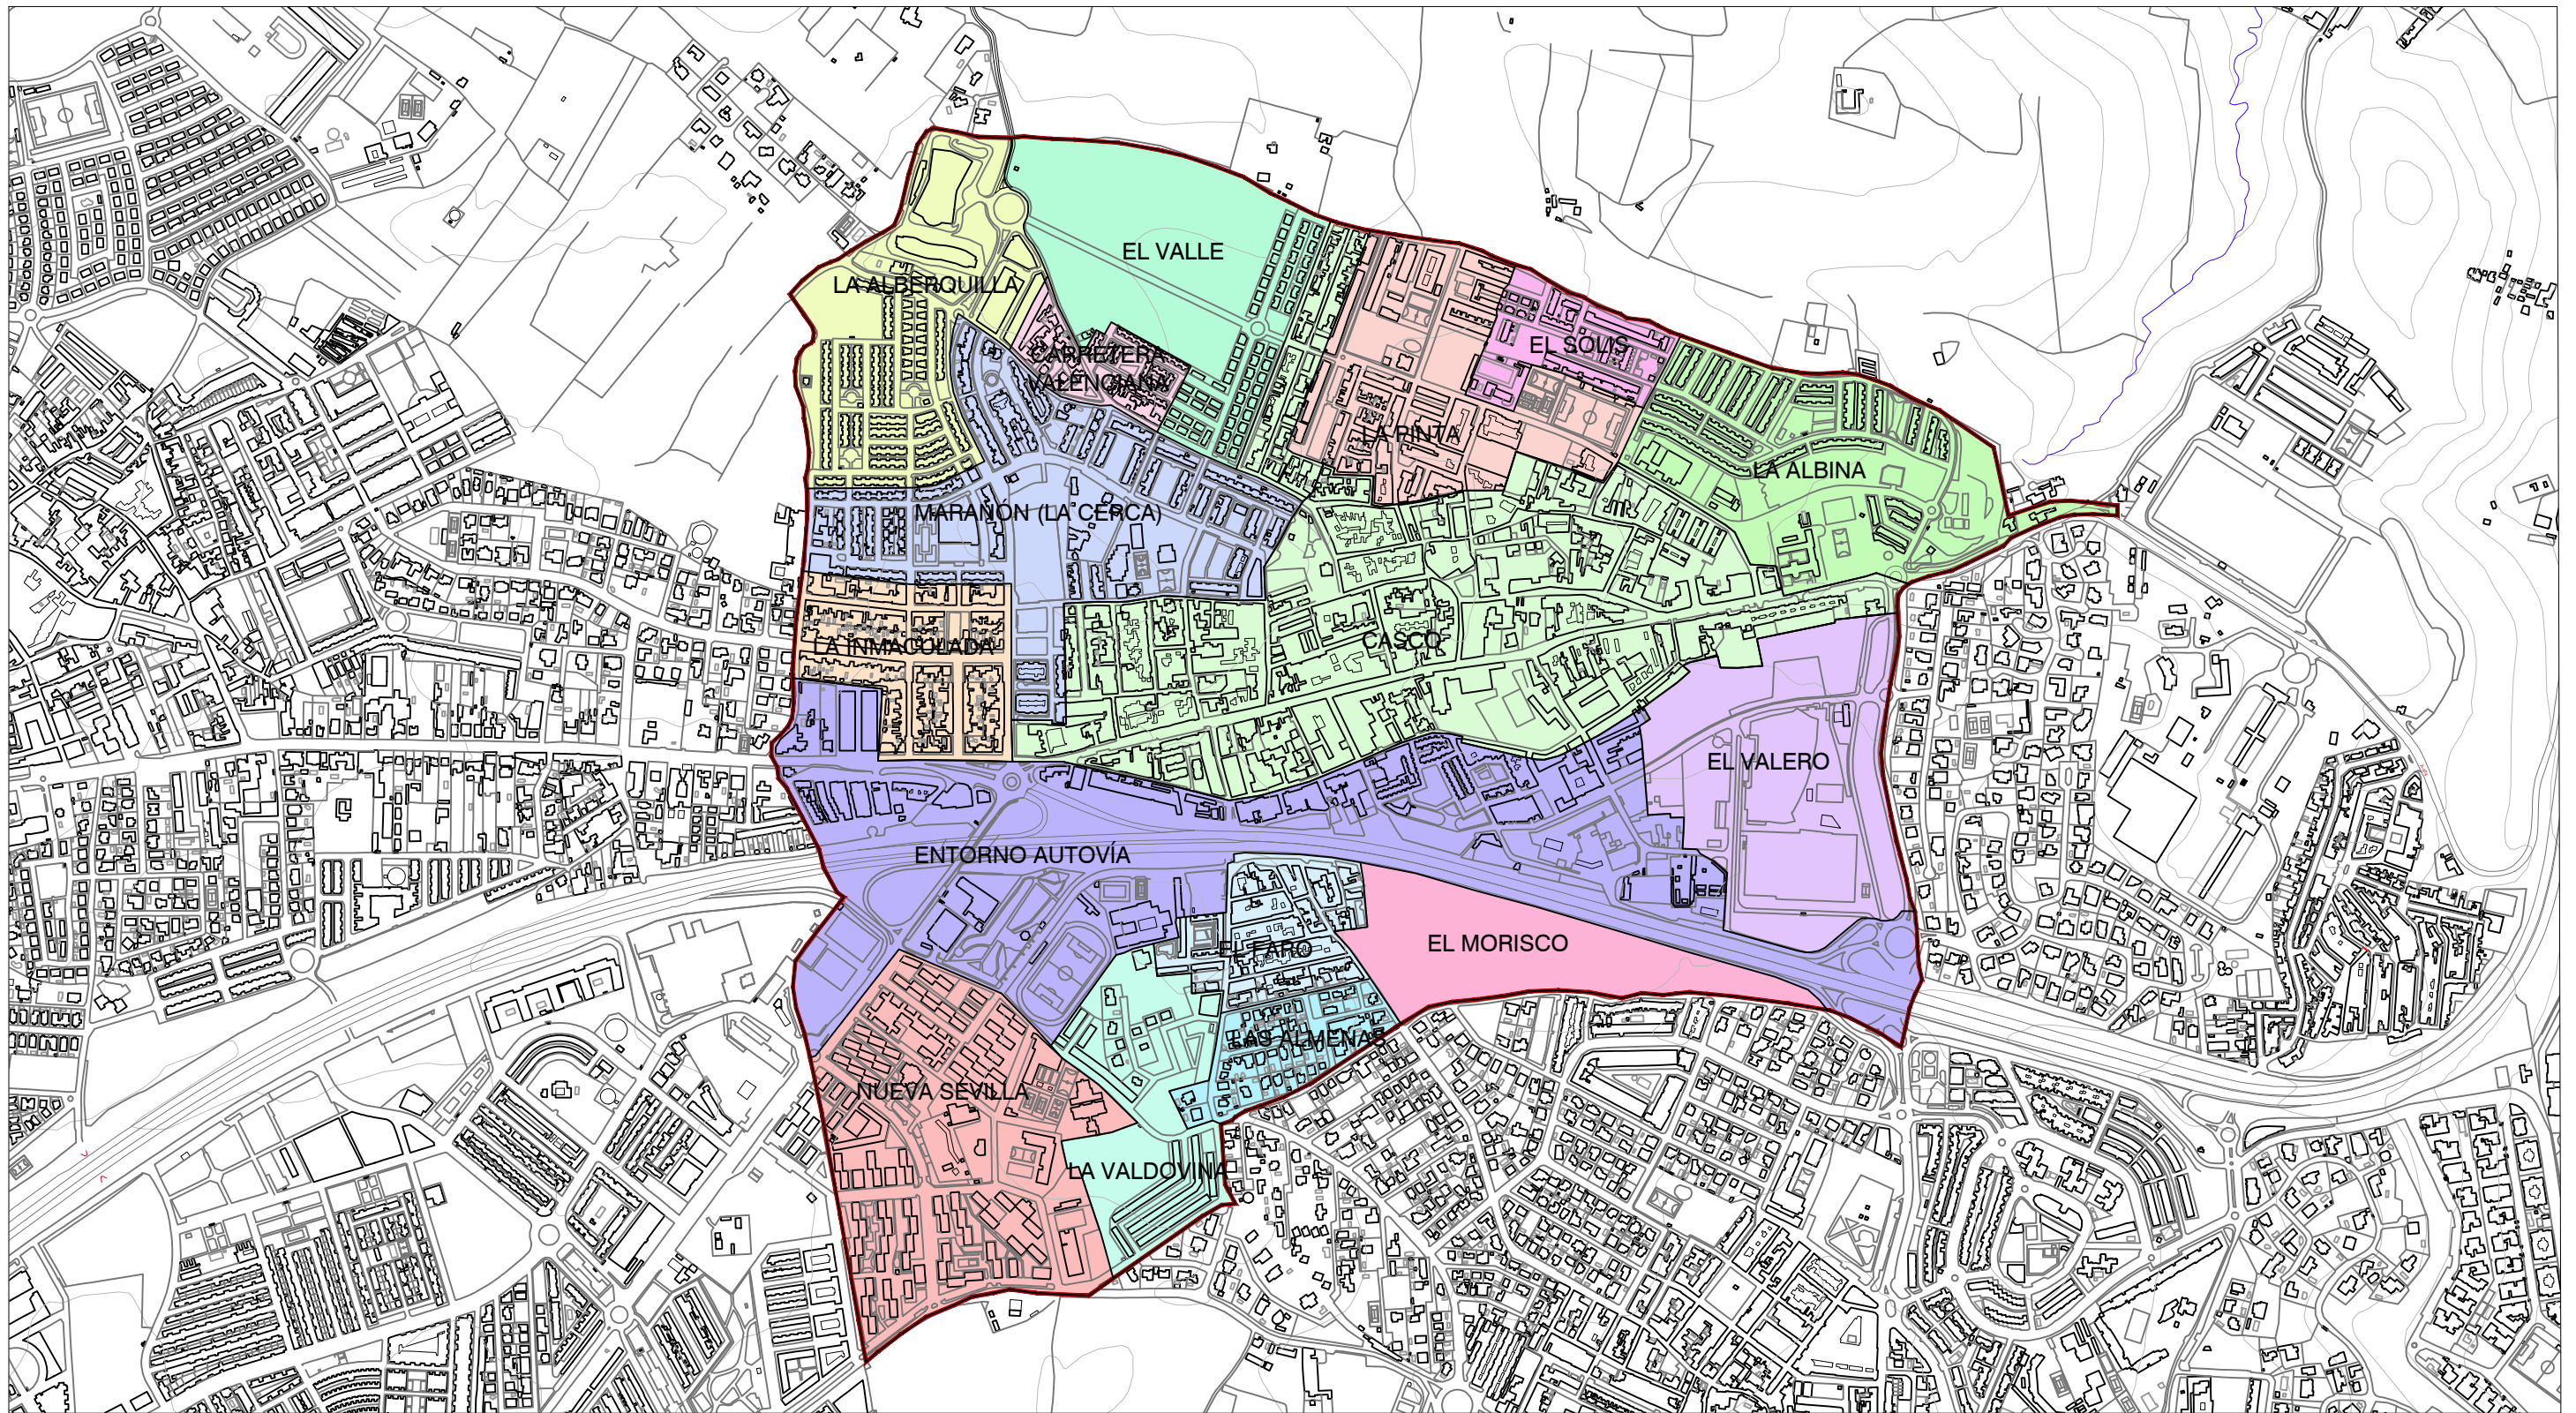 EL VALLE
LA ALBERQUILLA
CARRETERA
VALENCIANA
EL SOLIS
LA PINTA
LA ALBINA
MARAÑÓN (LA CERCA)
LA INMACOLADA
CASCO
EL VALERO
ENTORNO AUTOVÍA
EL FARO
EL MORISCO
LAS ALMENAS
NUEVA SEVILLA
LA VALDOVINA